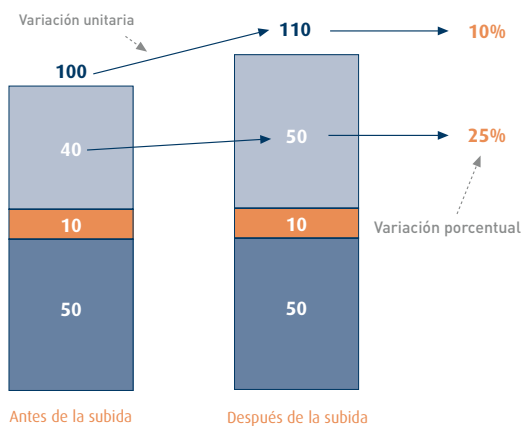 Variación unitaria
100
110
10%
40
50
25%
10
10
Variación porcentual
50
50
Antes de la subida
Después de la subida